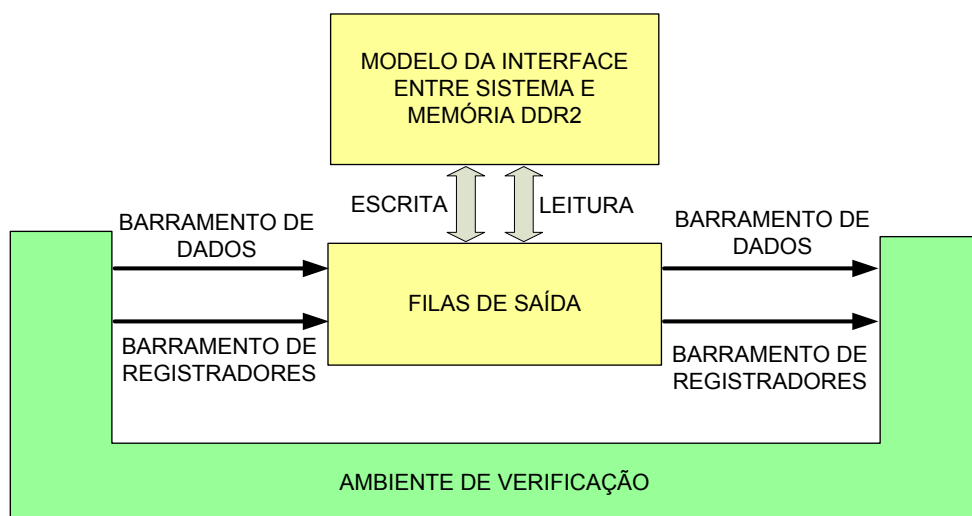 MODELO DA INTERFACE
ENTRE SISTEMA E
MEMÓRIA DDR2
ESCRITA
LEITURA
BARRAMENTO DE
DADOS
BARRAMENTO DE
DADOS
FILAS DE SAÍDA
BARRAMENTO DE
REGISTRADORES
BARRAMENTO DE
REGISTRADORES
AMBIENTE DE VERIFICAÇÃO